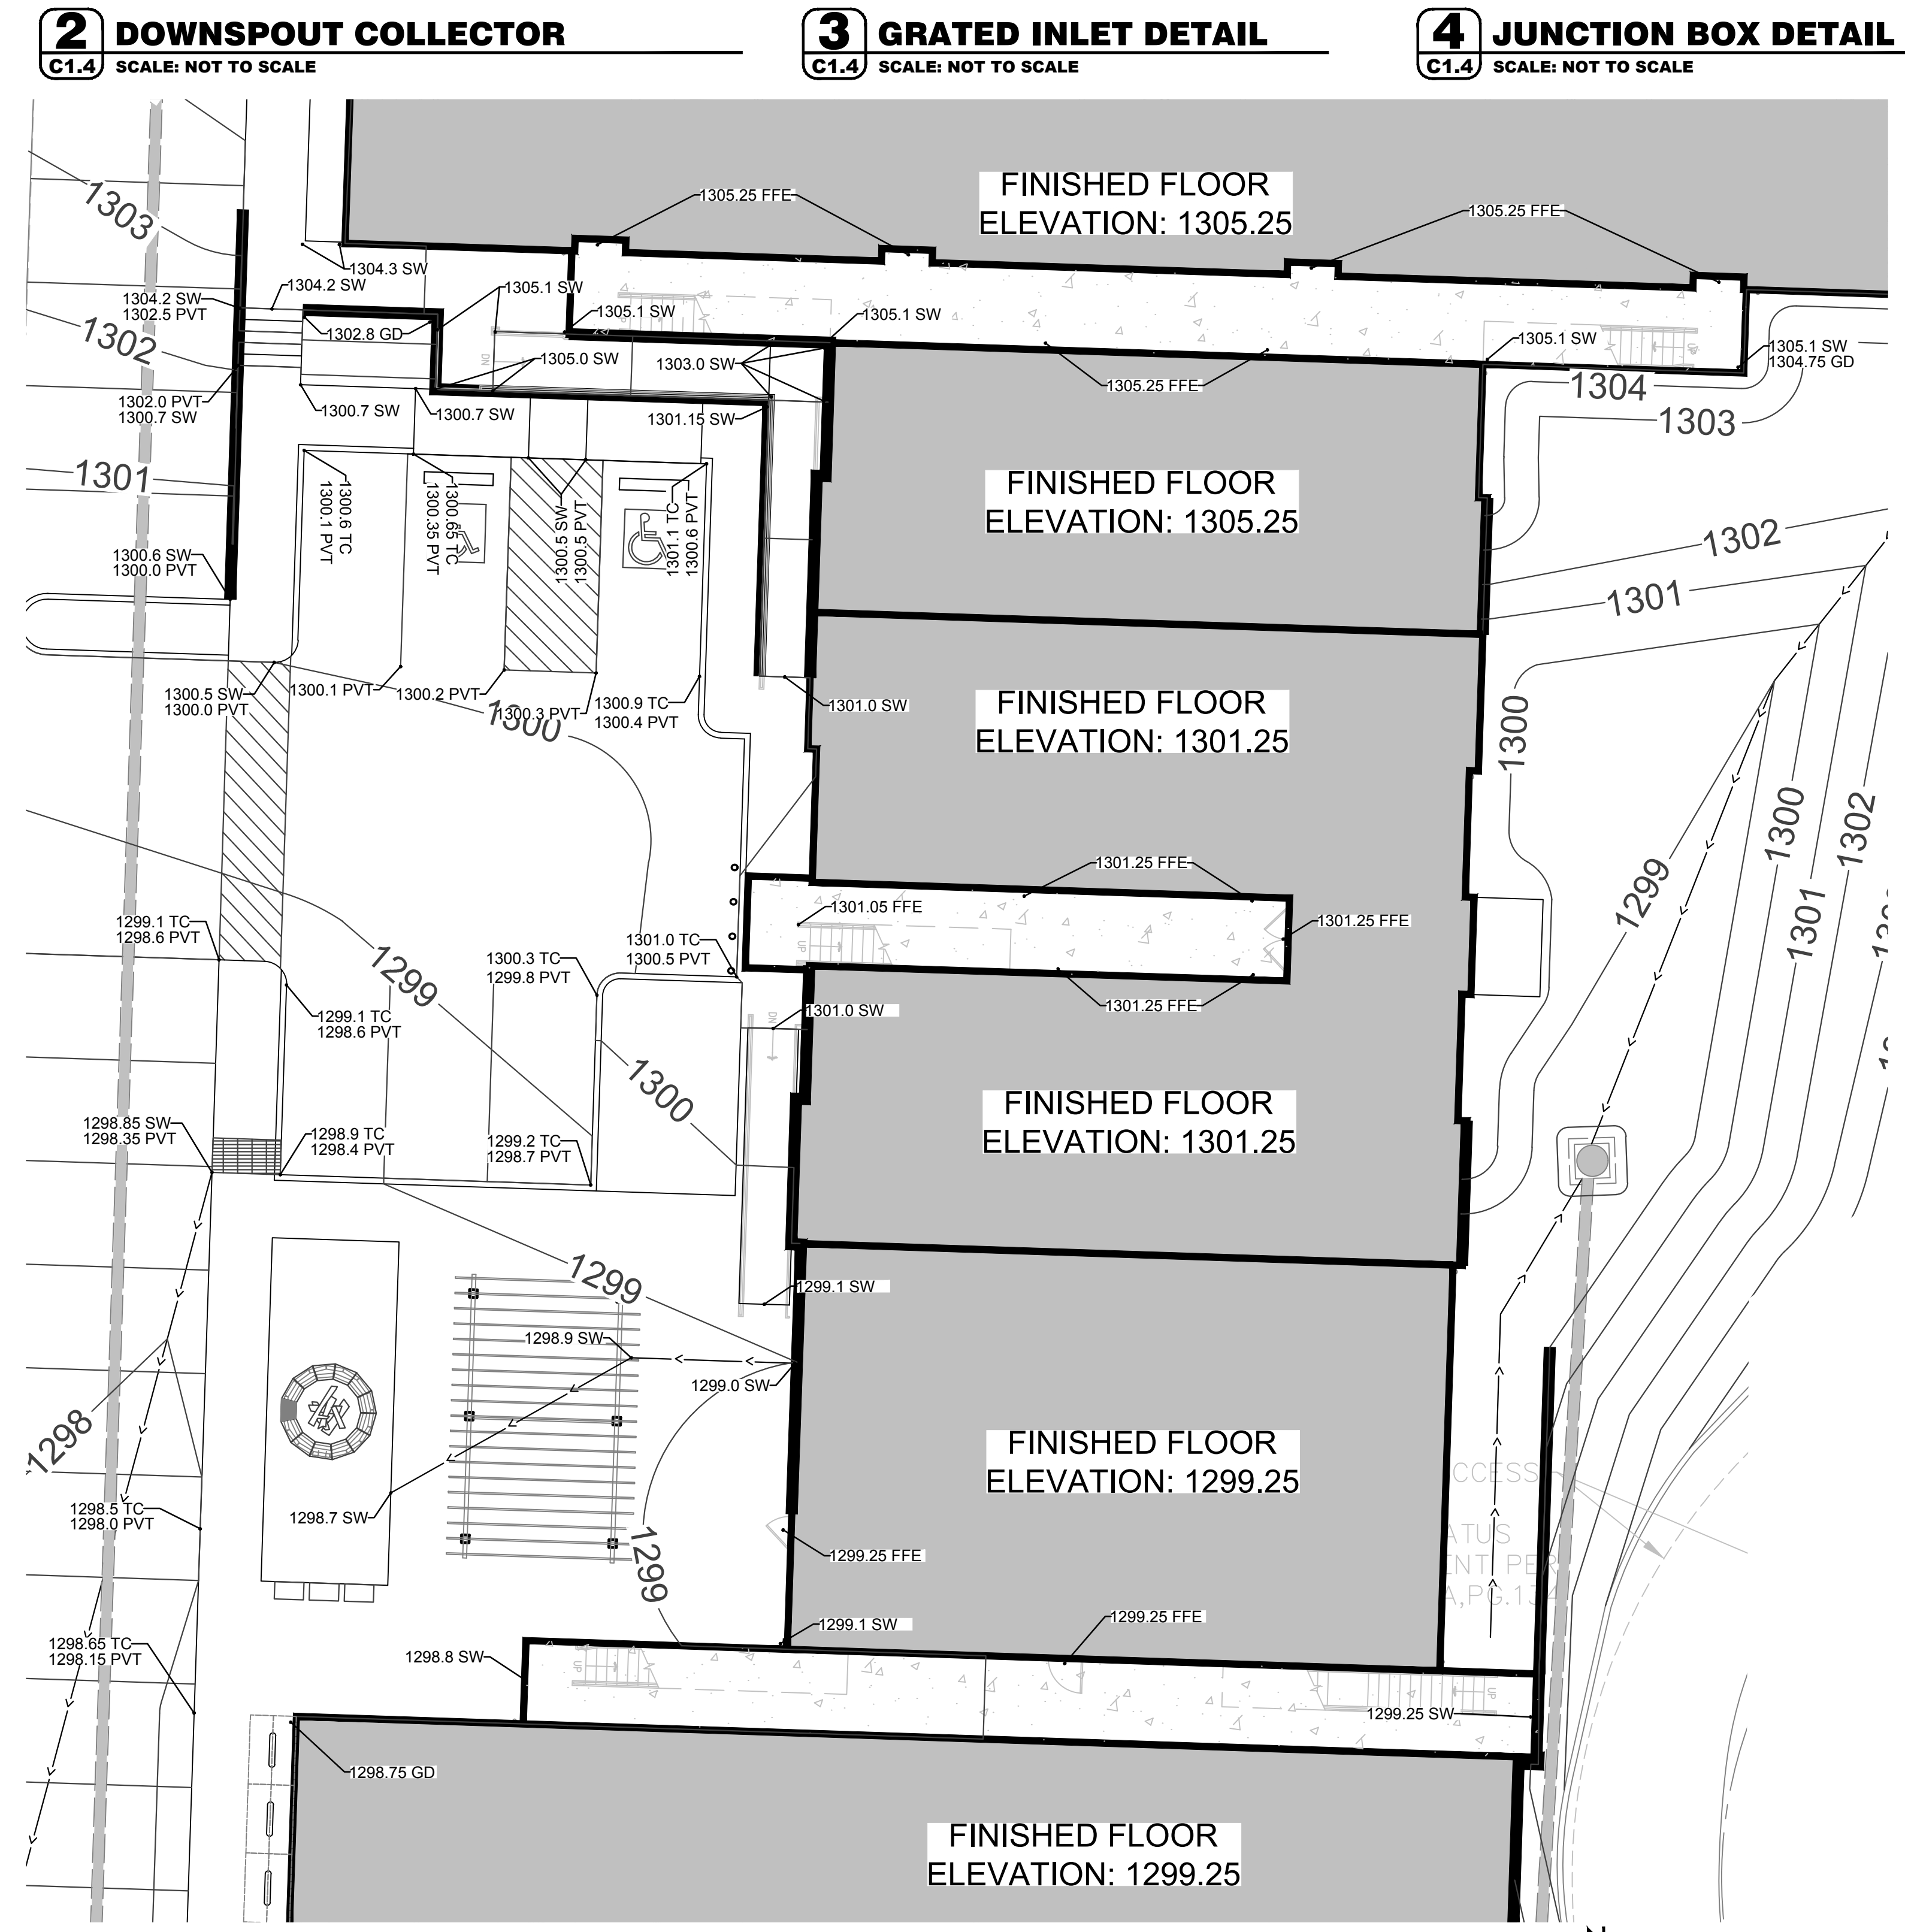 2 DOWNSPOUT COLLECTOR
C1.4 SCALE: NOT TO SCALE
3 GRATED INLET DETAIL
C1.4 SCALE: NOT TO SCALE
4 JUNCTION BOX DETAIL
C1.4 SCALE: NOT TO SCALE
FINISHED FLOOR
ELEVATION: 1305.25
1305.25 FFE
1305.25 FFE
1303
1304.3 SW
1304.2 SW
1304.2 SW
1302.5 PVT
1305.1 SW
1305.1 SW
1305.1 SW
1305.1 SW
1305.1 SW
1304.75 GD
UP
1302
1302.8 GD
DN
1305.0 SW
1303.0 SW
1305.25 FFE
1304
1303
1302.0 PVT
1300.7 SW
1300.7 SW
1300.7 SW
1301.15 SW
1301
1300.6 TC
1300.1 PVT
1300.65 TC
1300.35 PVT
1300.5 SW
1300.5 PVT
1301.1 TC
1300.6 PVT
FINISHED FLOOR
ELEVATION: 1305.25
1302
1301
1300.6 SW
1300.0 PVT
1300.5 SW
1300.0 PVT
1300.1 PVT
1300.2 PVT
1300.3 PVT
1300.9 TC
1300.4 PVT
1300
1301.0 SW
FINISHED FLOOR
ELEVATION: 1301.25
1300
1299
1300
1301
1302
1301.25 FFE
1301.05 FFE
UP
1301.25 FFE
1301.25 FFE
1299.1 TC
1298.6 PVT
1299
1300.3 TC
1299.8 PVT
1301.0 TC
1300.5 PVT
1299.1 TC
1298.6 PVT
1301.0 SW
DN
1300
FINISHED FLOOR
ELEVATION: 1301.25
1298.85 SW
1298.35 PVT
1298.9 TC
1298.4 PVT
1299.2 TC
1298.7 PVT
1299
1299.1 SW
1298.9 SW
1299.0 SW
1298
FINISHED FLOOR
ELEVATION: 1299.25
CCESS
ATUS
ENT PER
A,PG.134
1298.5 TC
1298.0 PVT
1298.7 SW
1299
1299.25 FFE
1299.1 SW
1299.25 FFE
1298.65 TC
1298.15 PVT
1298.8 SW
UP
UP
1299.25 SW
1298.75 GD
FINISHED FLOOR
ELEVATION: 1299.25